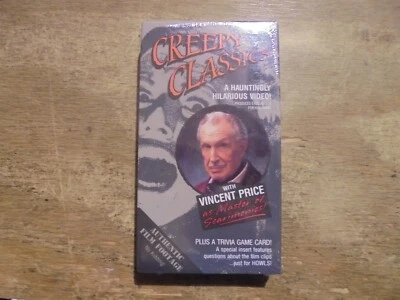 CREEPY
CLASSICS
A HAUNTINGLY
HILARIOUS VIDEO!
WITH
VINCENT PRICE
as Master of
Scaremonies!
PLUS A TRIVIA GAME CARD!
A special insert features
questions about the film clips
...just for HOWLS!
AUTHENTIC
FILM FOOTAGE